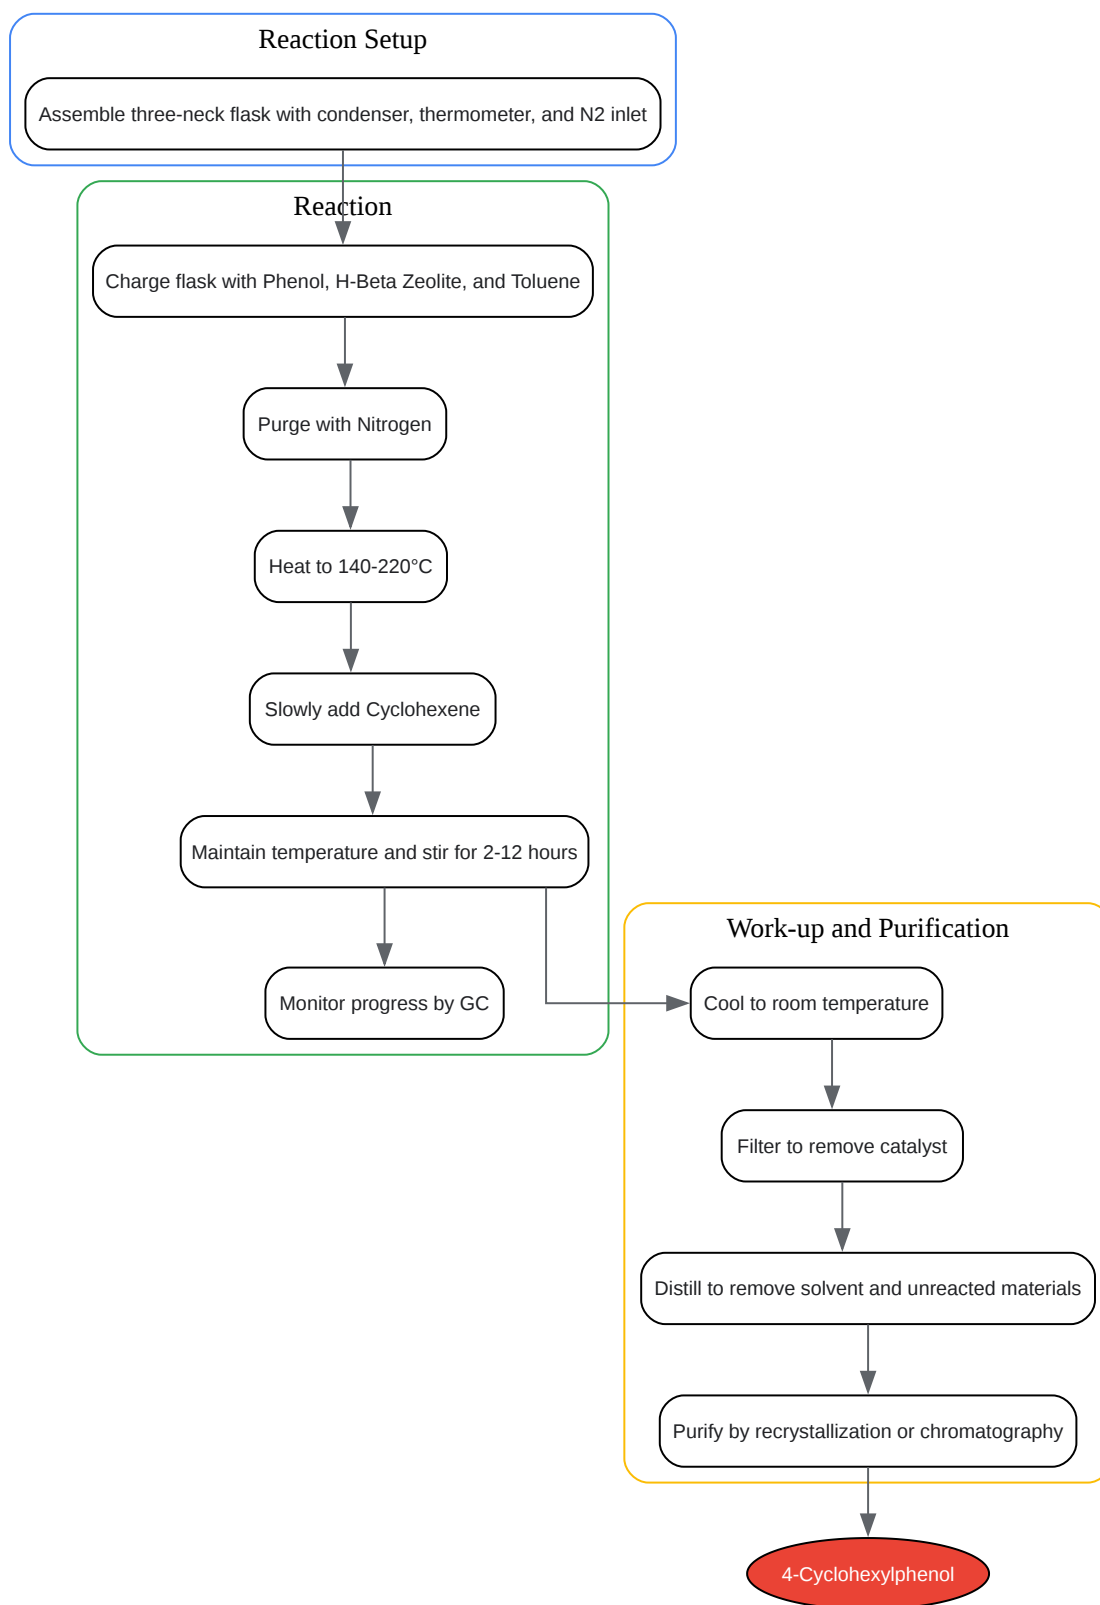 Reaction Setup
Assemble three-neck flask with condenser, thermometer, and N2 inlet
Reaction
Charge flask with Phenol, H-Beta Zeolite, and Toluene
Purge with Nitrogen
Heat to 140-220°C
Slowly add Cyclohexene
Maintain temperature and stir for 2-12 hours
Monitor progress by GC
Work-up and Purification
Cool to room temperature
Filter to remove catalyst
Distill to remove solvent and unreacted materials
Purify by recrystallization or chromatography
4-Cyclohexylphenol